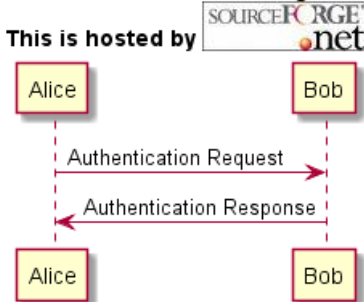 This is hosted by SOURCEFORGE
.net
Alice Bob
Authentication Request
Authentication Response
Alice Bob